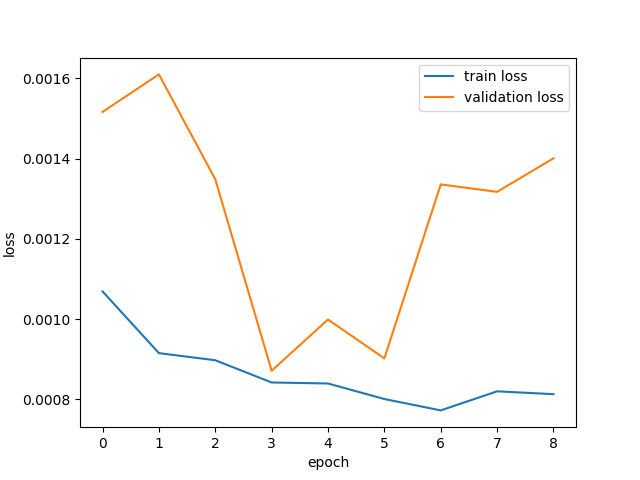 train loss
validation loss
0.0016
0.0014
0.0012
0.0010
0.0008
loss
0 1 2 3 4 5 6 7 8
epoch